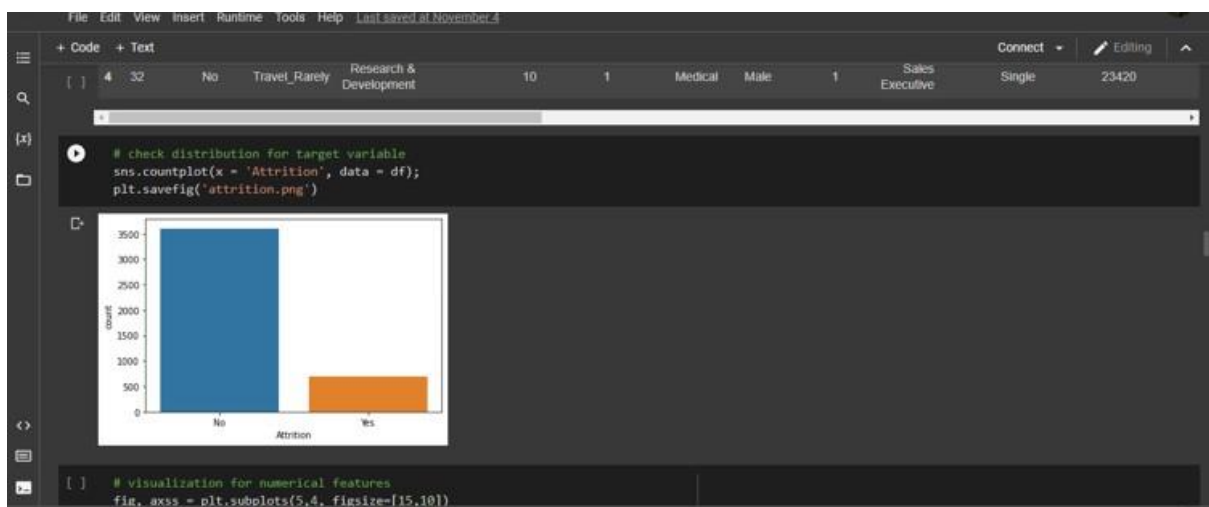 File Edit View Insert Runtime Tools Help Last saved at November 4
+ Code + Text Connect Editing
[ ] 4 32 No Travel_Rarely Research & Development 10 1 Medical Male 1 Sales Executive Single 23420
{x}
# check distribution for target variable
sns.countplot(x = 'Attrition', data = df);
plt.savefig('attrition.png')
3500
3000
2500
2000
1500
1000
500
0
count
No Yes
Attrition
<>
[ ] # visualization for numerical features
fig, axss = plt.subplots(5,4, figsize=[15,10])